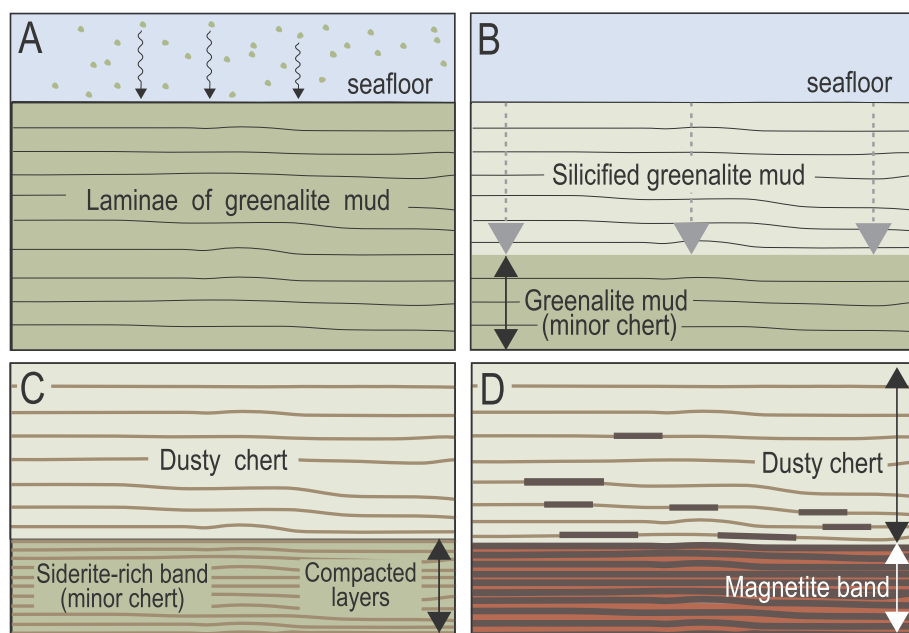 A
seafloor
Laminae of greenalite mud
B
seafloor
Silicified greenalite mud
Greenalite mud
(minor chert)
C
Dusty chert
Siderite-rich band
(minor chert)
Compacted
layers
D
Dusty chert
Magnetite band